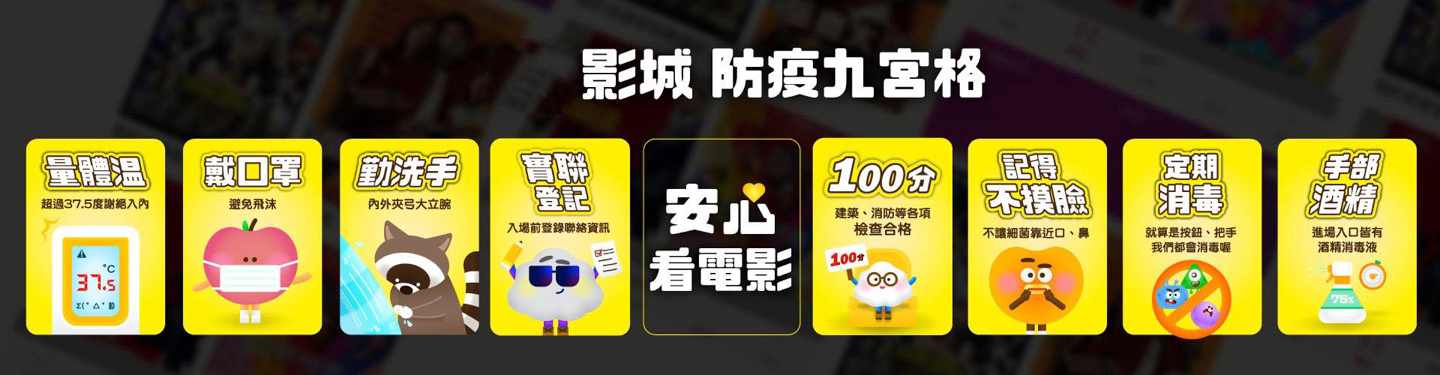 影城 防疫九宮格
量體溫
超過37.5度謝絕入內
°C
37.5
戴口罩
避免飛沫
勤洗手
內外夾弓大立腕
實聯
登記
入場前登錄聯絡資訊
安心
看電影
100分
建築、消防等各項
檢查合格
100分
記得
不摸臉
不讓細菌靠近口、鼻
定期
消毒
就算是按鈕、把手
我們都會消毒喔
手部
酒精
進場入口皆有
酒精消毒液
75%